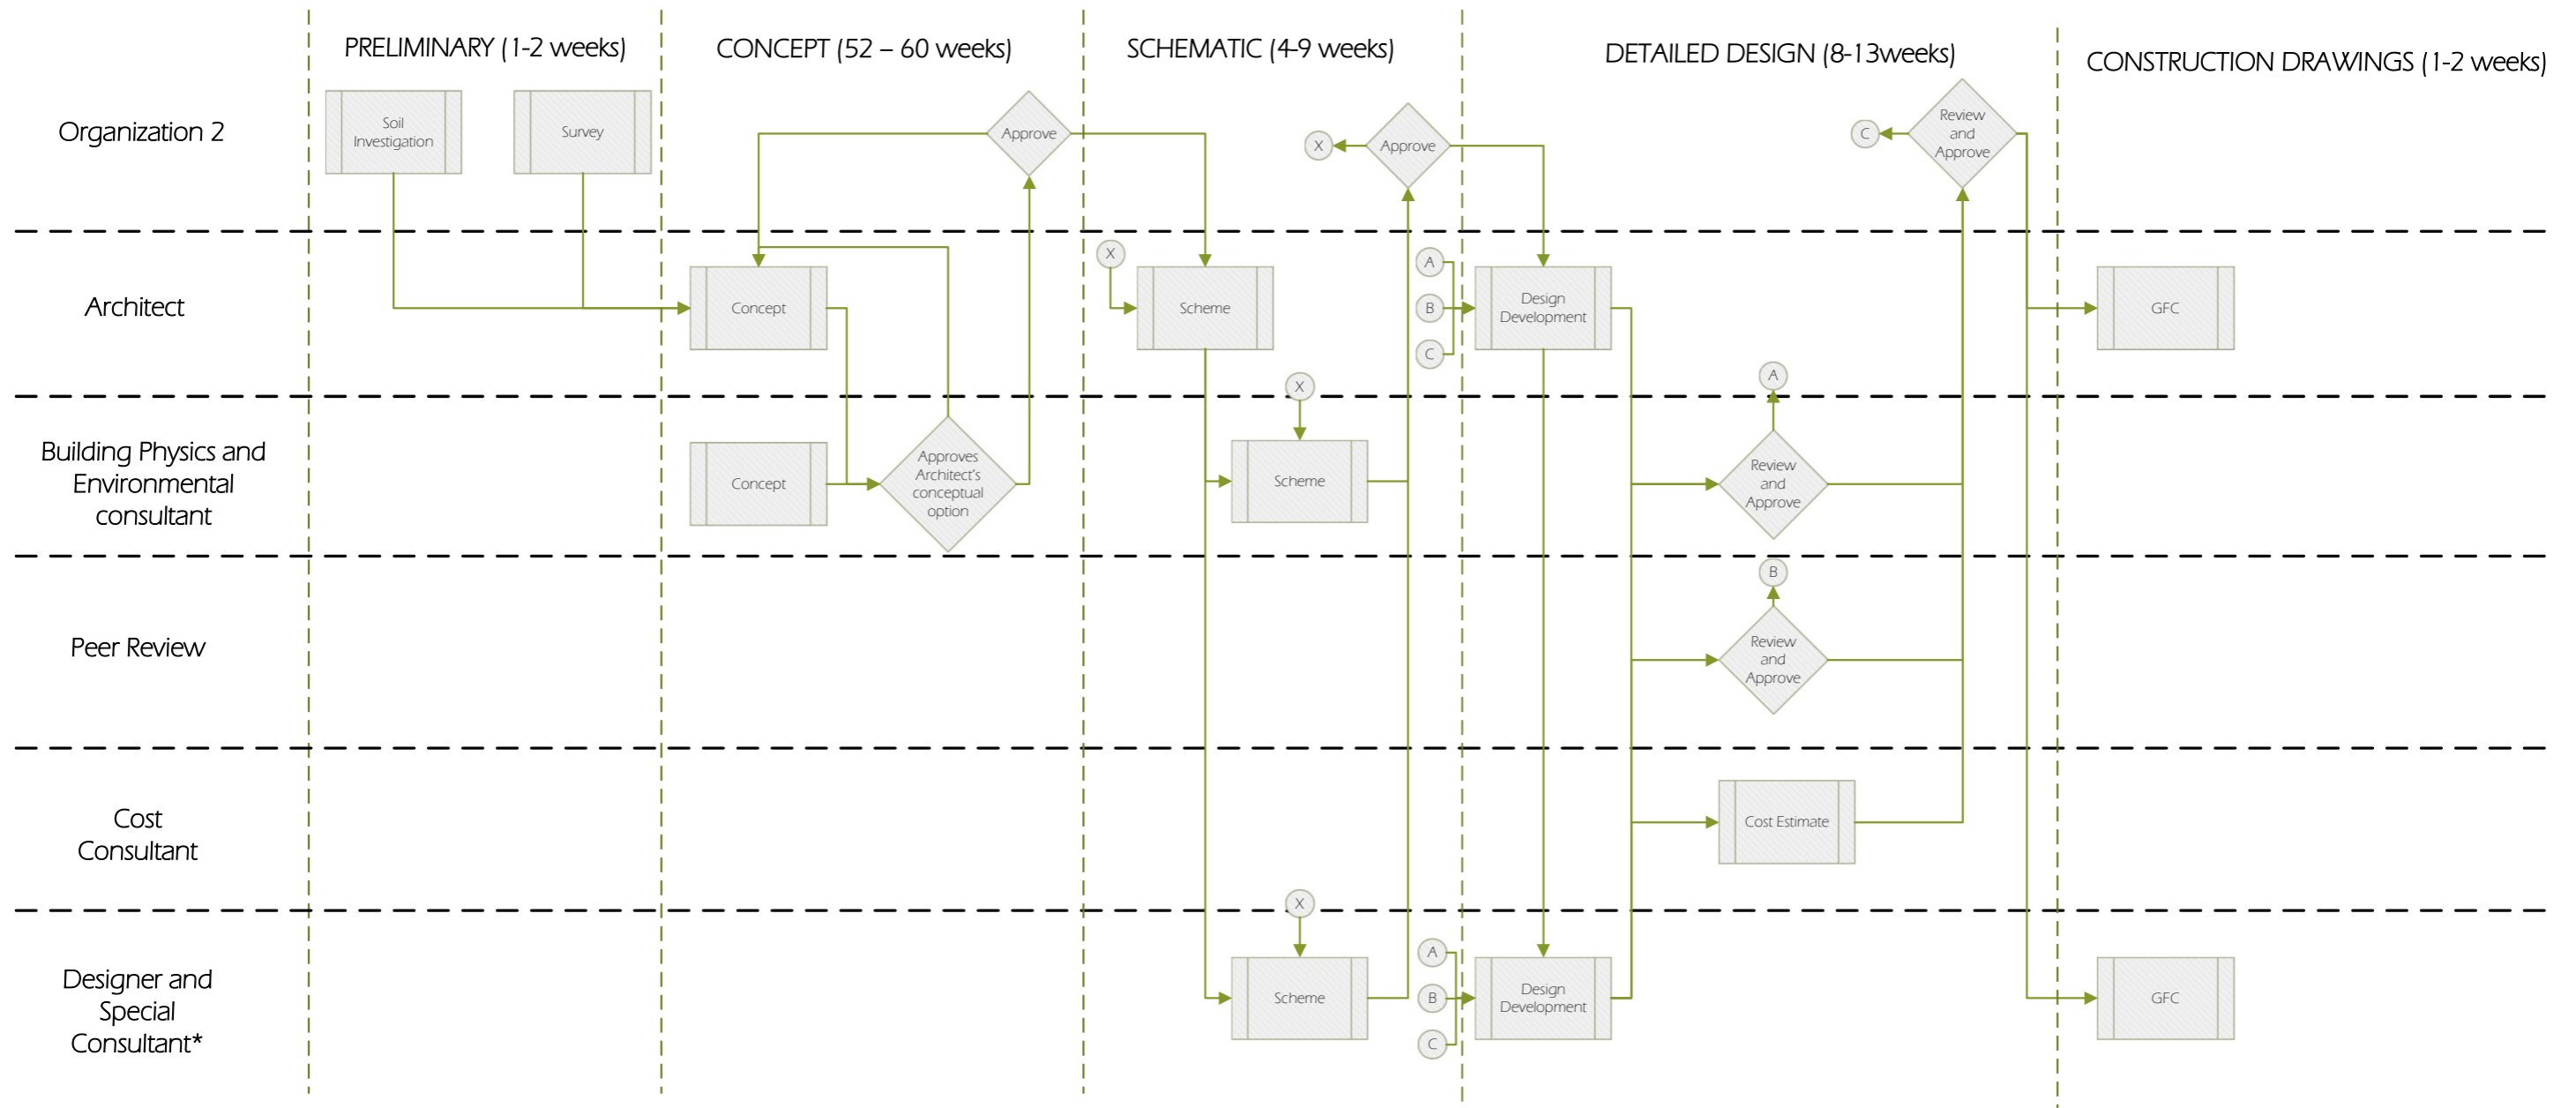 PRELIMINARY (1-2 weeks)
CONCEPT (52 – 60 weeks)
SCHEMATIC (4-9 weeks)
DETAILED DESIGN (8-13weeks)
CONSTRUCTION DRAWINGS (1-2 weeks)
Organization 2
Soil
Investigation
Survey
Approve
X
Approve
C
Review
and
Approve
Architect
Concept
X
Scheme
A
B
C
Design
Development
GFC
Building Physics and
Environmental
consultant
Concept
Approves
Architect's
conceptual
option
X
Scheme
A
Review
and
Approve
Peer Review
B
Review
and
Approve
Cost
Consultant
Cost Estimate
Designer and
Special
Consultant*
X
Scheme
A
B
C
Design
Development
GFC